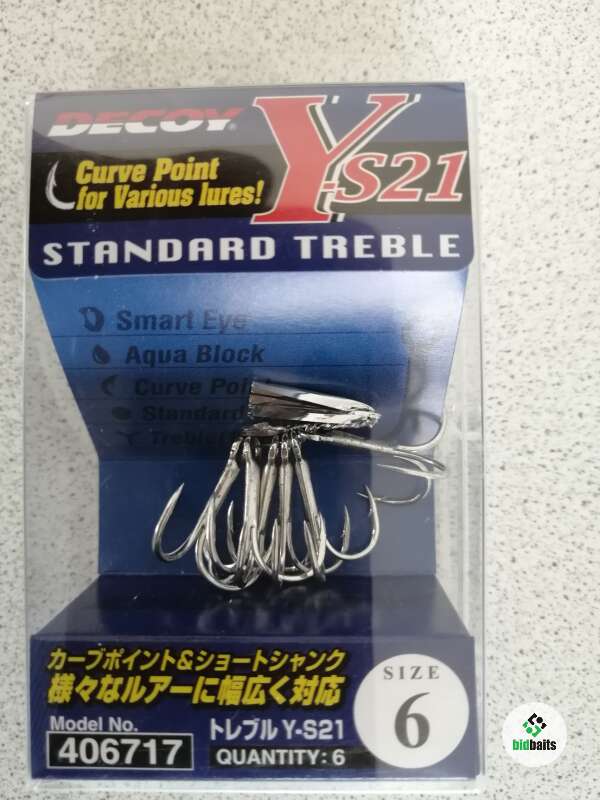 DECOY®
Y-S21
Curve Point
for Various lures!
STANDARD TREBLE
Smart Eye
Aqua Block
Curve Point
Standard
Treble
カーブポイント&ショートシャンク
様々なルアーに幅広く対応
Model No.
406717
トレブル Y-S21
QUANTITY: 6
SIZE
6
bidbaits